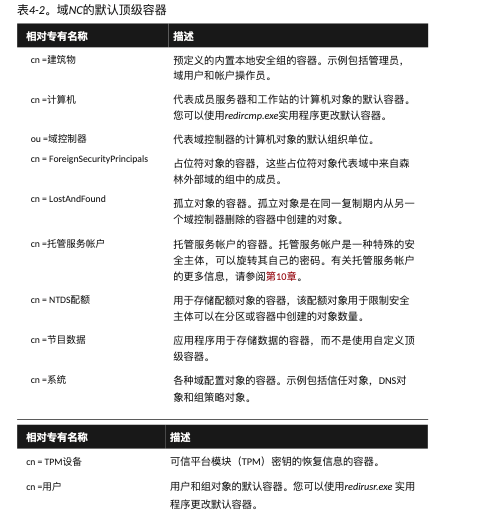 表4-2。域NC的默认顶级容器
相对专有名称 描述
cn =建筑物 预定义的内置本地安全组的容器。示例包括管理员，
域用户和帐户操作员。
cn =计算机 代表成员服务器和工作站的计算机对象的默认容器。
您可以使用redircmp.exe实用程序更改默认容器。
ou =域控制器 代表域控制器的计算机对象的默认组织单位。
cn = ForeignSecurityPrincipals 占位符对象的容器，这些占位符对象代表域中来自森
林外部域的组中的成员。
cn = LostAndFound 孤立对象的容器。孤立对象是在同一复制期内从另一
个域控制器删除的容器中创建的对象。
cn =托管服务帐户 托管服务帐户的容器。托管服务帐户是一种特殊的安
全主体，可以旋转其自己的密码。有关托管服务帐户
的更多信息，请参阅第10章。
cn = NTDS配额 用于存储配额对象的容器，该配额对象用于限制安全
主体可以在分区或容器中创建的对象数量。
cn =节目数据 应用程序用于存储数据的容器，而不是使用自定义顶
级容器。
cn =系统 各种域配置对象的容器。示例包括信任对象，DNS对
象和组策略对象。
相对专有名称 描述
cn = TPM设备 可信平台模块（TPM）密钥的恢复信息的容器。
cn =用户 用户和组对象的默认容器。您可以使用redirusr.exe 实用
程序更改默认容器。